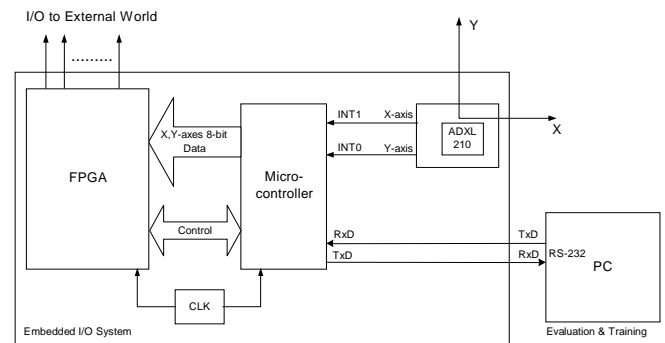 I/O to External World
.........
Y
X
FPGA
X,Y-axes 8-bit
Data
Micro-
controller
INT1
X-axis
INT0
Y-axis
ADXL
210
Control
RxD
TxD
TxD
RxD
RS-232
PC
CLK
Embedded I/O System
Evaluation & Training